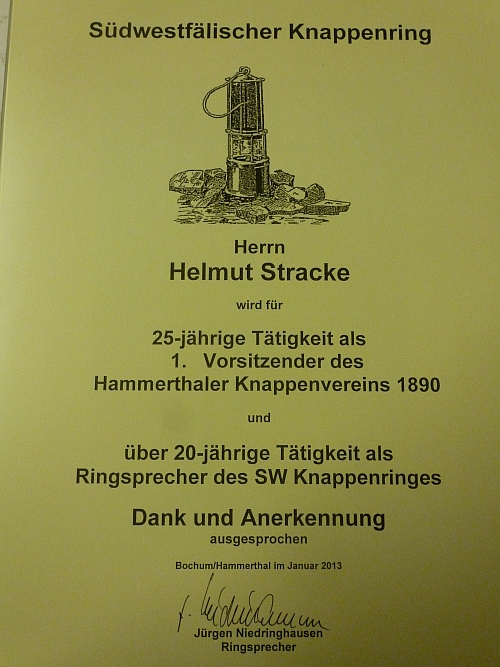 Südwestfälischer Knappenring
Herrn
Helmut Stracke
wird für
25-jährige Tätigkeit als
1. Vorsitzender des
Hammerthaler Knappenvereins 1890
und
über 20-jährige Tätigkeit als
Ringsprecher des SW Knappenringes
Dank und Anerkennung
ausgesprochen
Bochum/Hammerthal im Januar 2013
Jürgen Niedringhausen
Ringsprecher